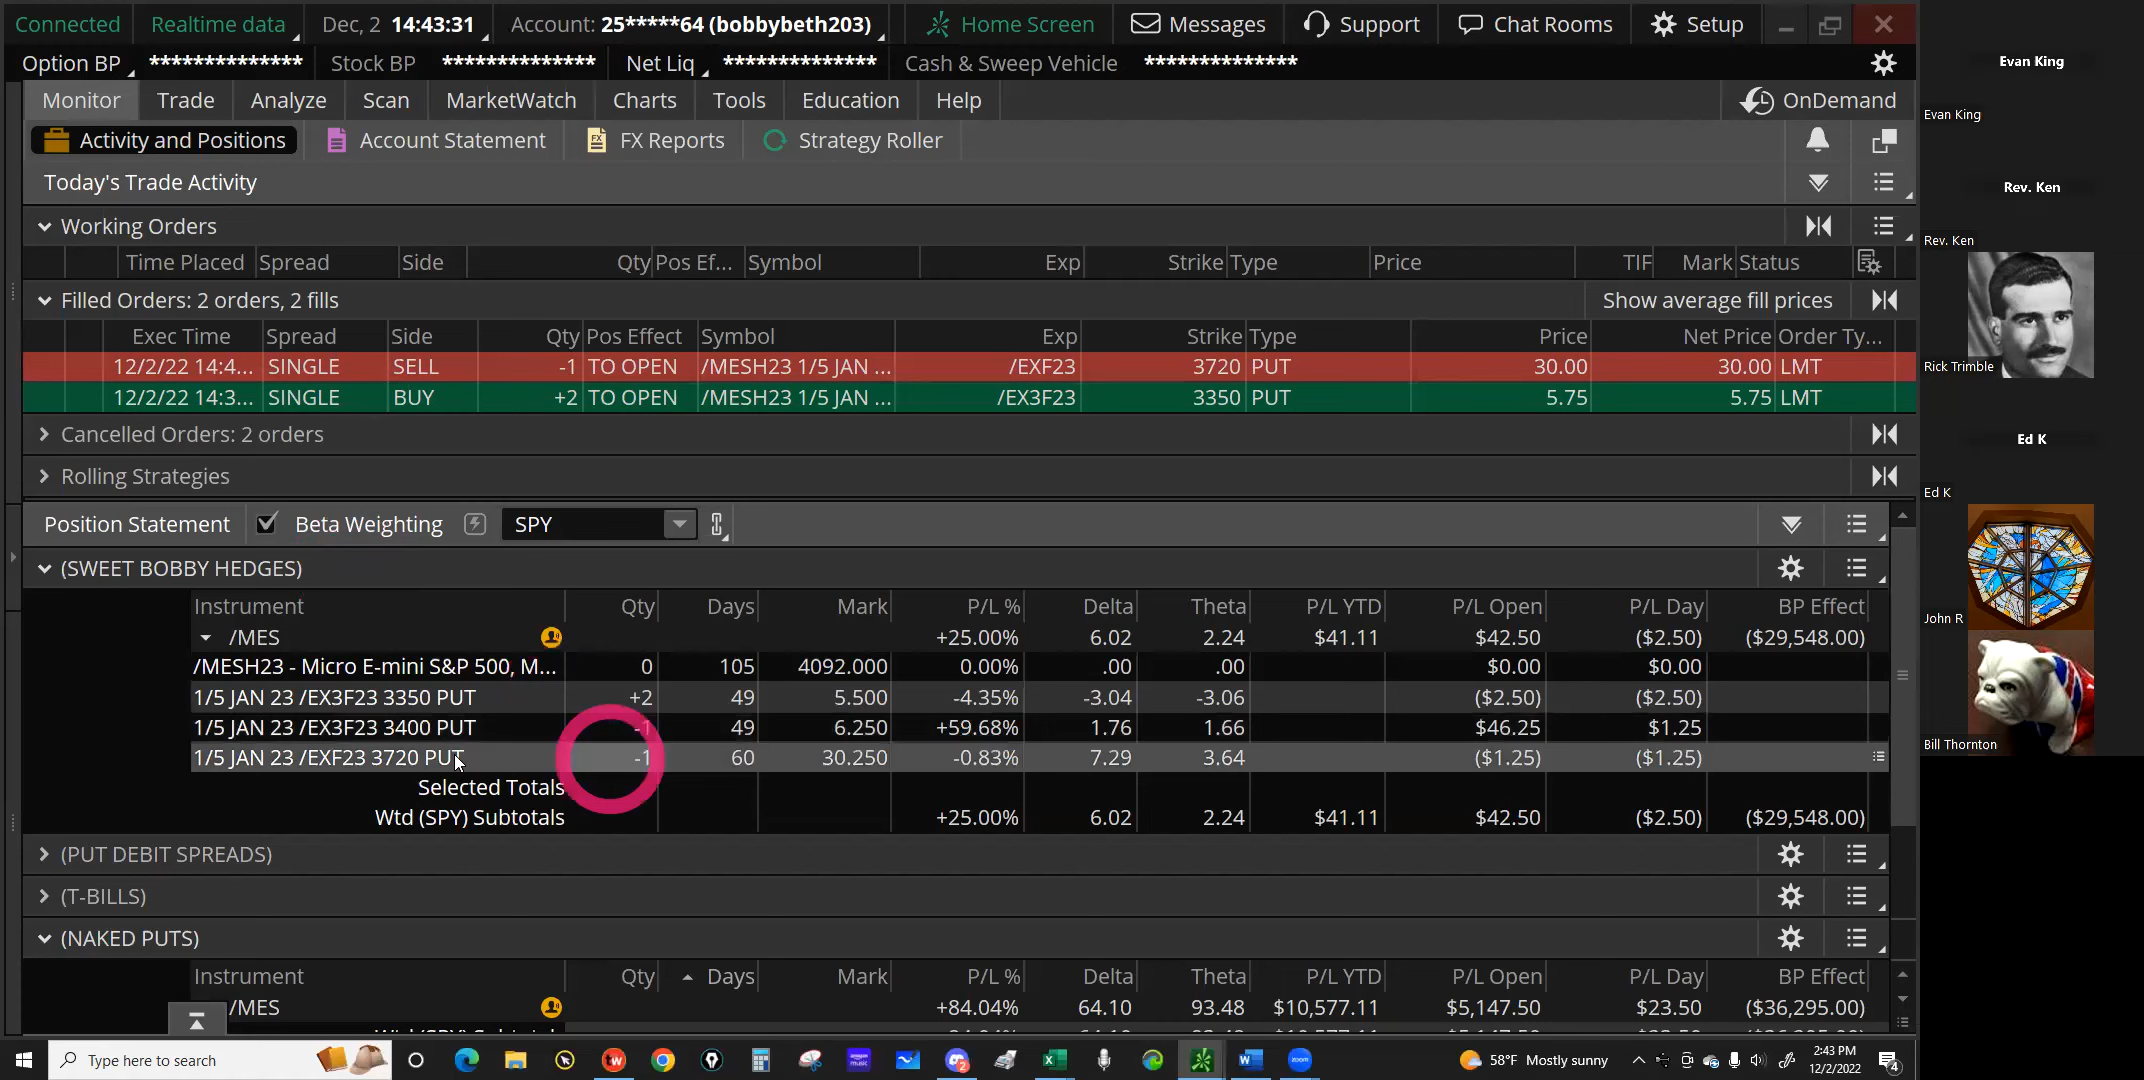 Connected Realtime data Dec, 2 14:43:31 Account: 25*****64 (bobbybeth203) Home Screen Messages Support Chat Rooms Setup
Option BP ************** Stock BP ************** Net Liq ************** Cash & Sweep Vehicle **************
Monitor Trade Analyze Scan MarketWatch Charts Tools Education Help OnDemand
Activity and Positions Account Statement FX Reports Strategy Roller
Today's Trade Activity
Working Orders
Time Placed Spread Side Qty Pos Ef... Symbol Exp Strike Type Price TIF Mark Status
Filled Orders: 2 orders, 2 fills Show average fill prices
Exec Time Spread Side Qty Pos Effect Symbol Exp Strike Type Price Net Price Order Ty...
12/2/22 14:4... SINGLE SELL -1 TO OPEN /MESH23 1/5 JAN ... /EXF23 3720 PUT 30.00 30.00 LMT
12/2/22 14:3... SINGLE BUY +2 TO OPEN /MESH23 1/5 JAN ... /EX3F23 3350 PUT 5.75 5.75 LMT
Cancelled Orders: 2 orders
Rolling Strategies
Position Statement Beta Weighting SPY
(SWEET BOBBY HEDGES)
Instrument Qty Days Mark P/L % Delta Theta P/L YTD P/L Open P/L Day BP Effect
/MES +25.00% 6.02 2.24 $41.11 $42.50 ($2.50) ($29,548.00)
/MESH23 - Micro E-mini S&P 500, M... 0 105 4092.000 0.00% .00 .00 $0.00 $0.00
1/5 JAN 23 /EX3F23 3350 PUT +2 49 5.500 -4.35% -3.04 -3.06 ($2.50) ($2.50)
1/5 JAN 23 /EX3F23 3400 PUT -1 49 6.250 +59.68% 1.76 1.66 $46.25 $1.25
1/5 JAN 23 /EXF23 3720 PUT -1 60 30.250 -0.83% 7.29 3.64 ($1.25) ($1.25)
Selected Totals
Wtd (SPY) Subtotals +25.00% 6.02 2.24 $41.11 $42.50 ($2.50) ($29,548.00)
(PUT DEBIT SPREADS)
(T-BILLS)
(NAKED PUTS)
Instrument Qty Days Mark P/L % Delta Theta P/L YTD P/L Open P/L Day BP Effect
/MES +84.04% 64.10 93.48 $10,577.11 $5,147.50 $23.50 ($36,295.00)
Type here to search 58°F Mostly sunny 2:43 PM
12/2/2022
Evan King
Evan King
Rev. Ken
Rev. Ken
Rick Trimble
Ed K
Ed K
John R
Bill Thornton